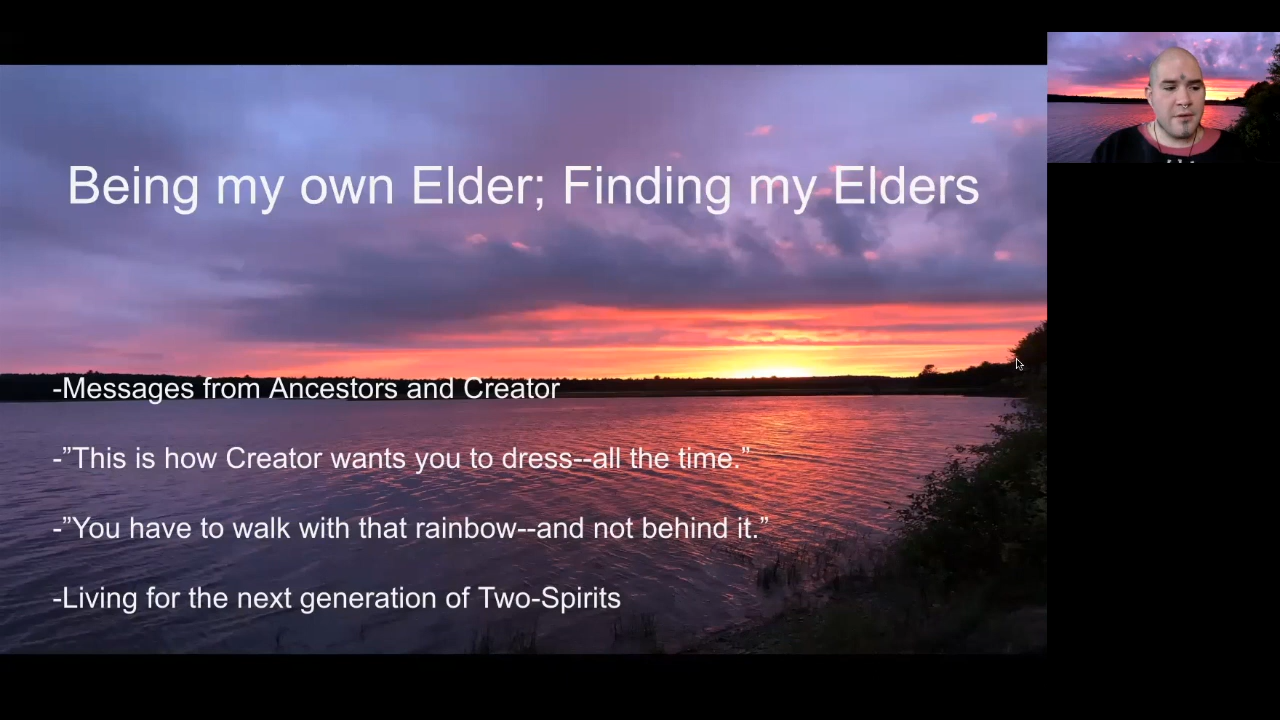 Being my own Elder; Finding my Elders
-Messages from Ancestors and Creator
-”This is how Creator wants you to dress--all the time.”
-”You have to walk with that rainbow--and not behind it.”
-Living for the next generation of Two-Spirits